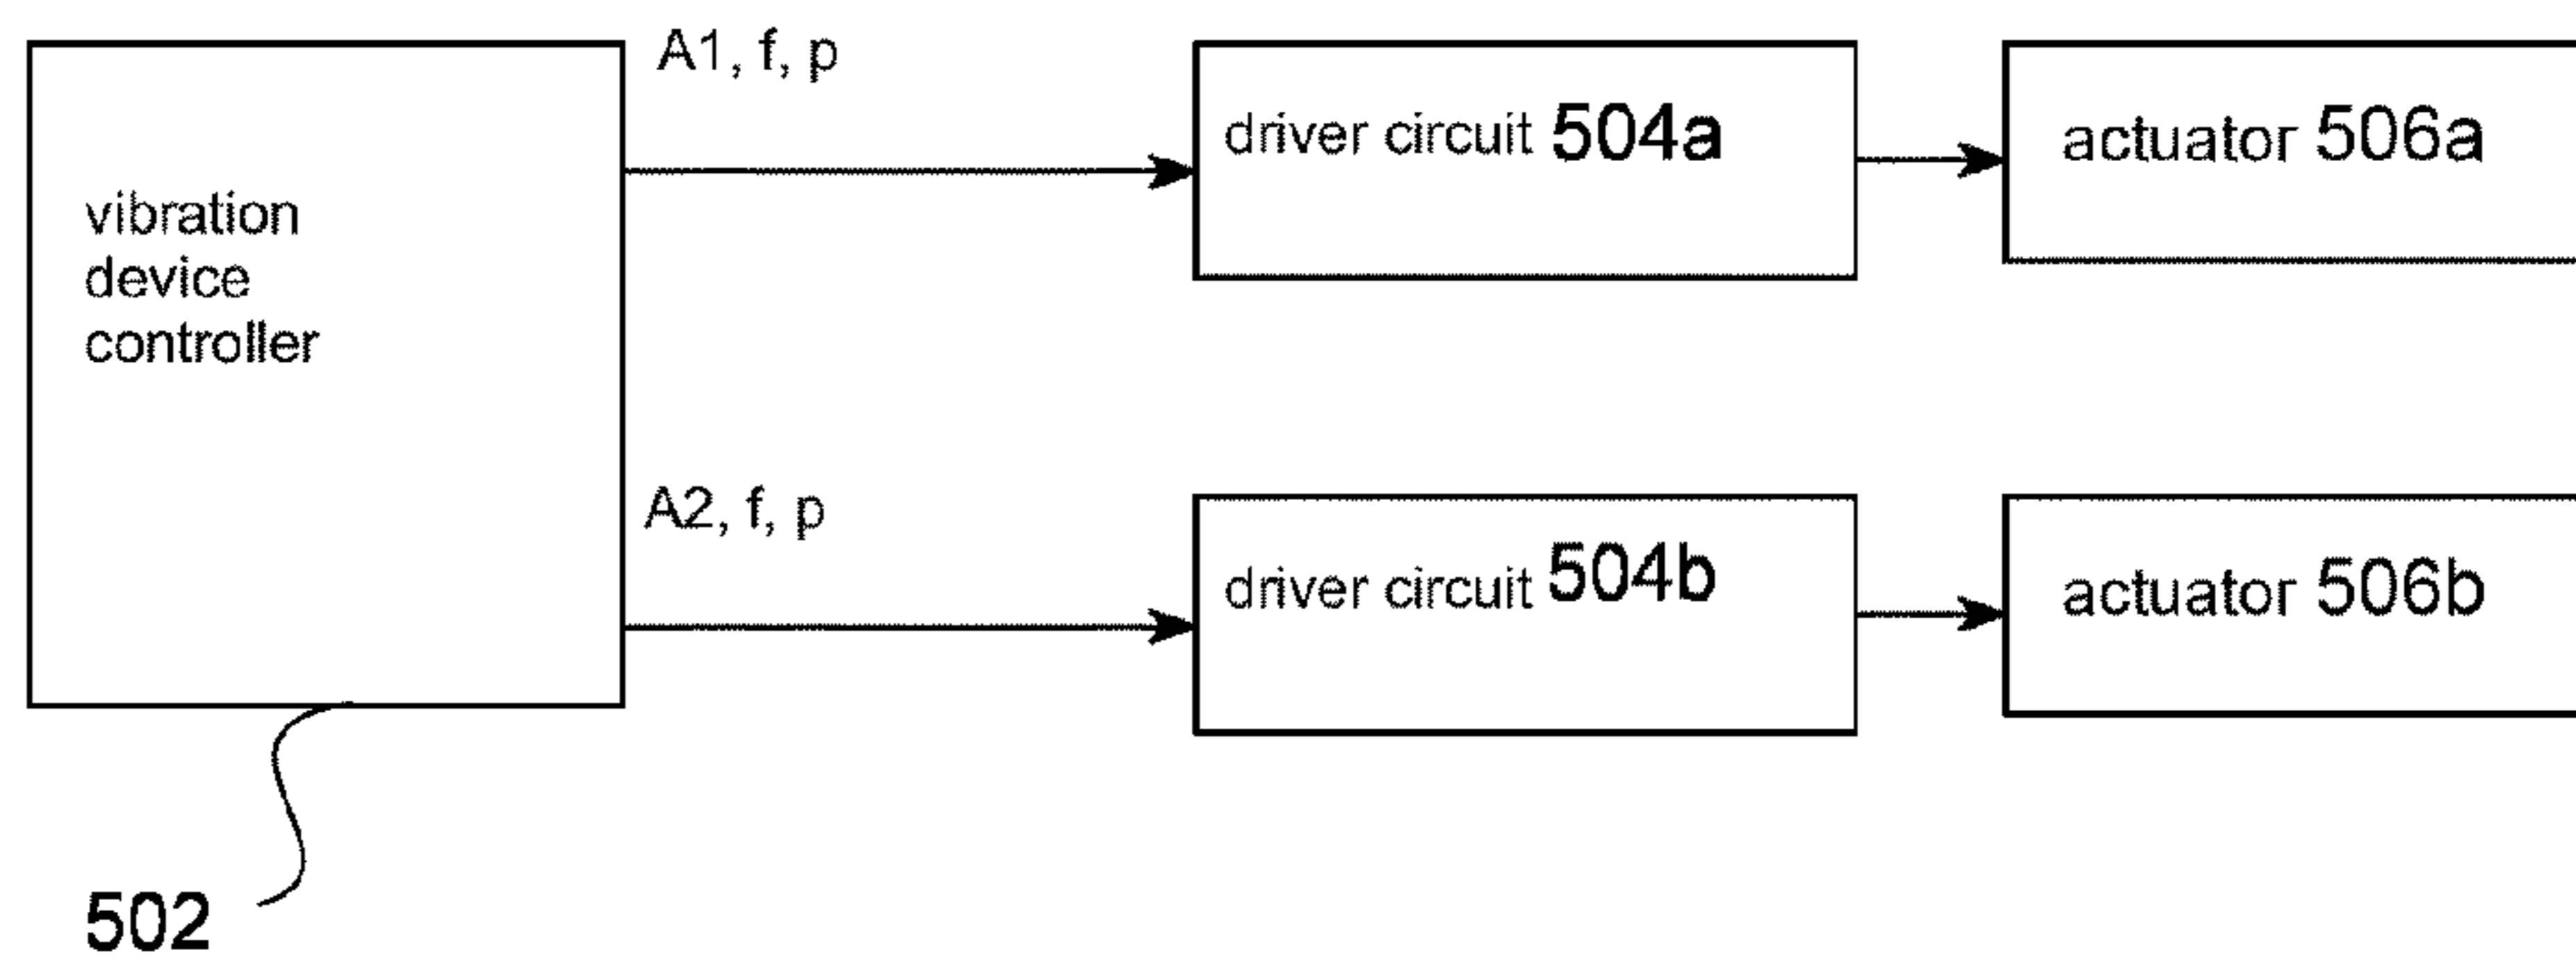 A1, f, p
driver circuit 504a
actuator 506a
vibration
device
controller
A2, f, p
driver circuit 504b
actuator 506b
502